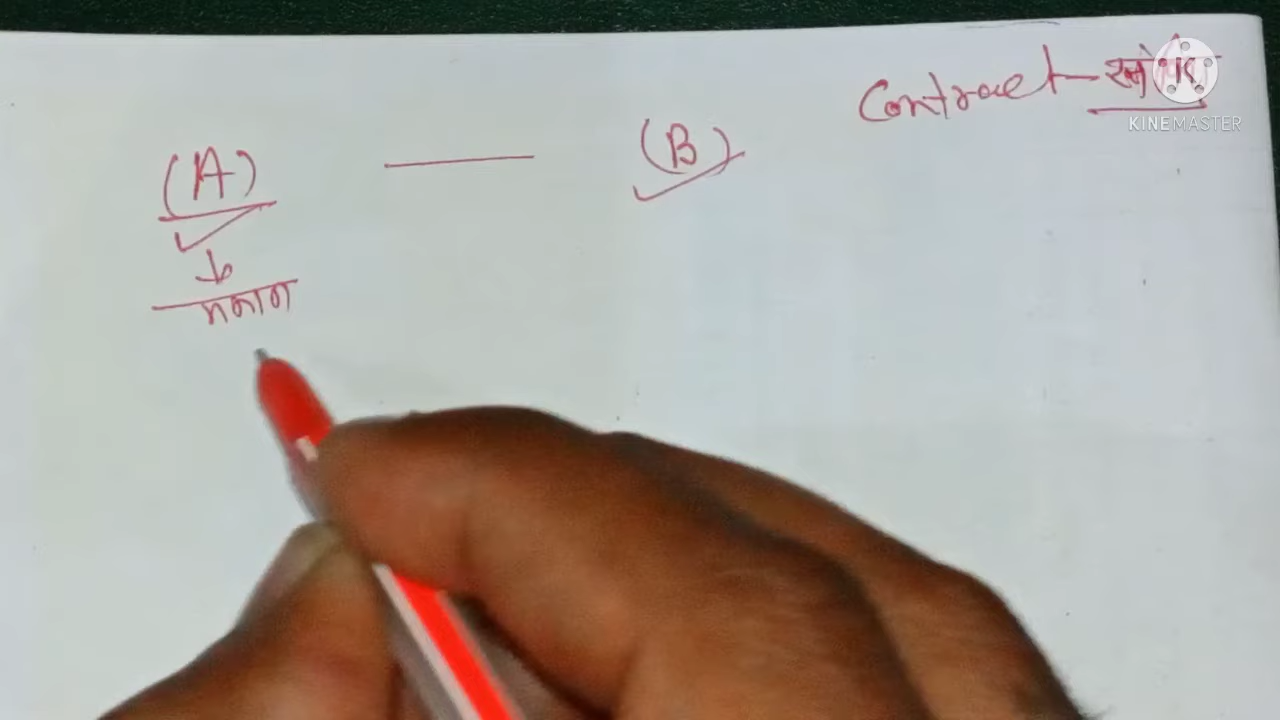 Contract -
KINEMASTER
(A) — (B)
मकान